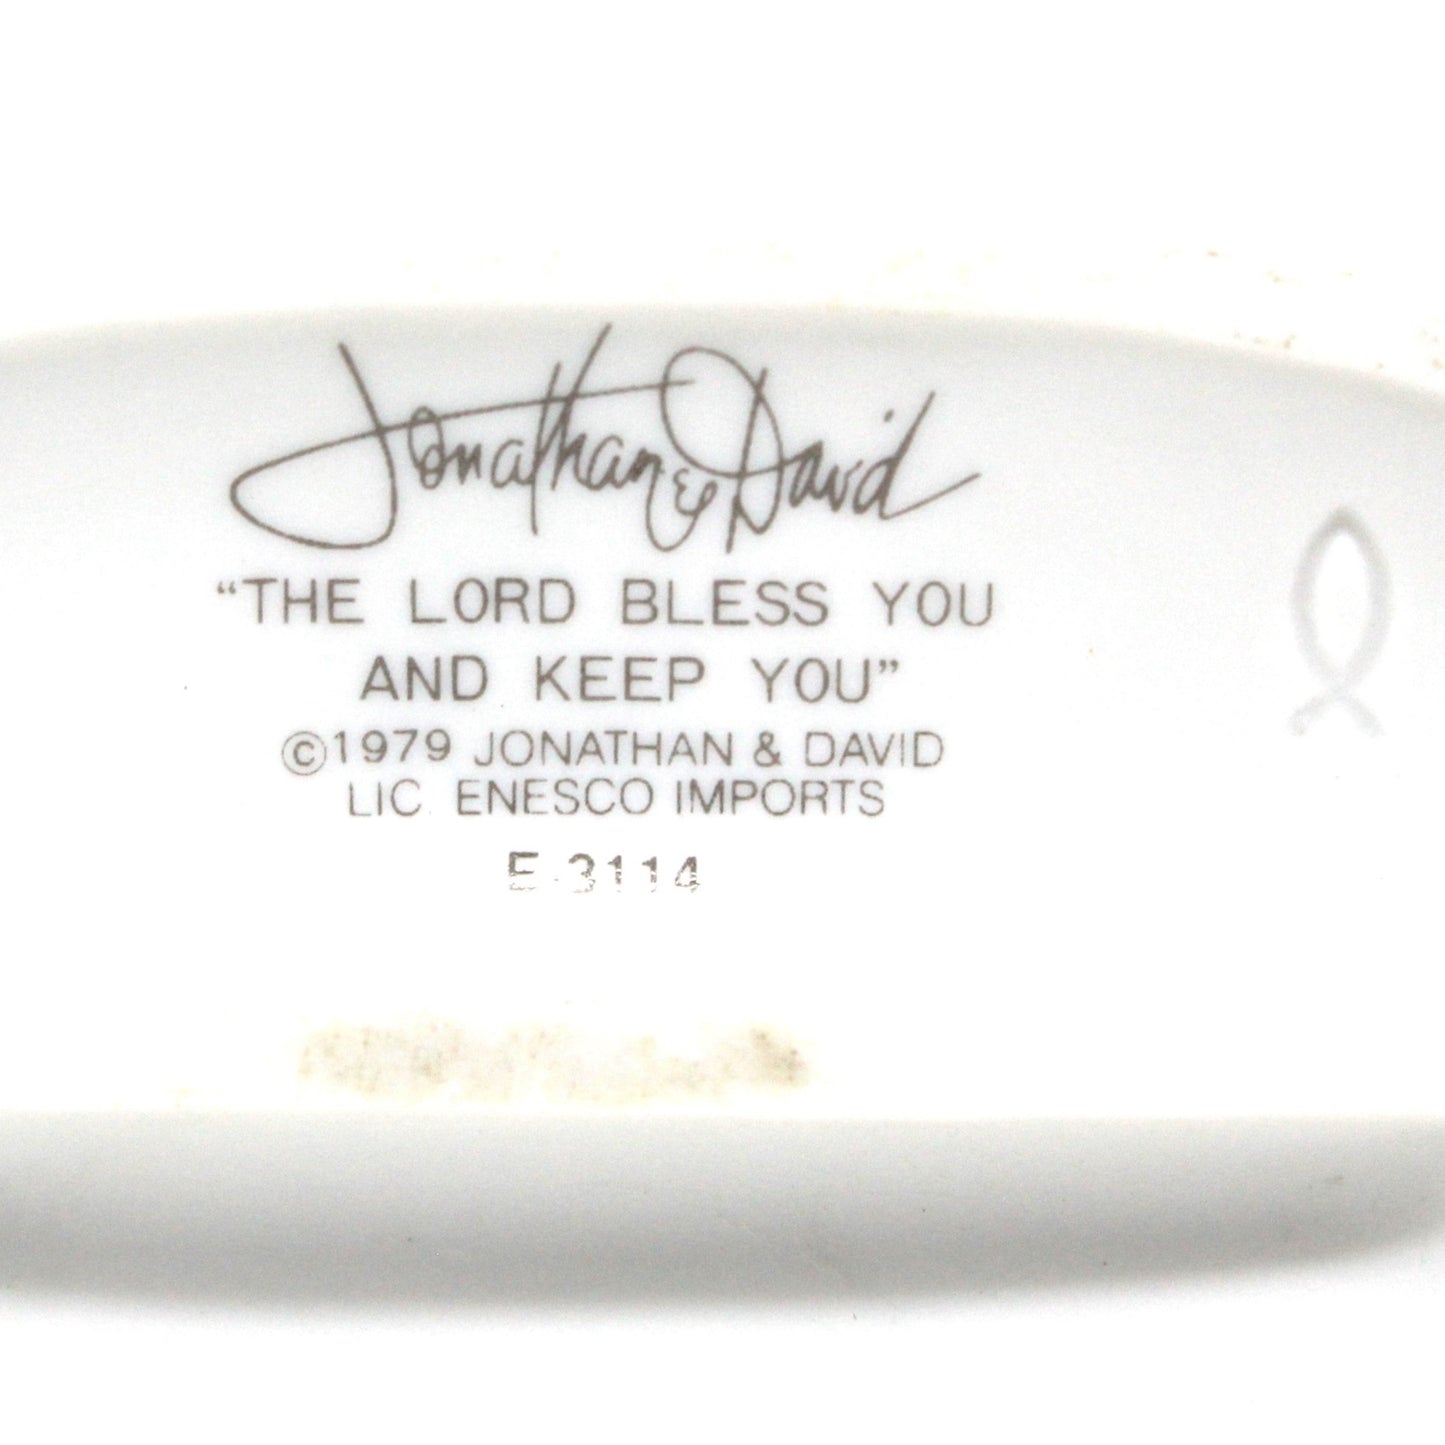 Jonathan & David
“THE LORD BLESS YOU
AND KEEP YOU”
©1979 JONATHAN & DAVID
LIC. ENESCO IMPORTS
E-3114